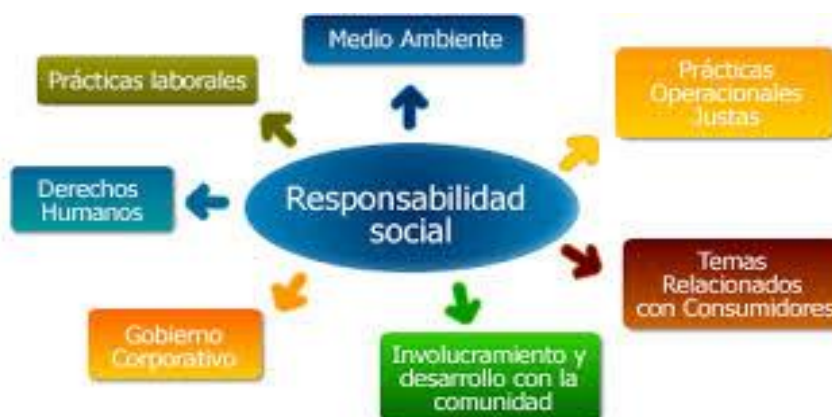 Medio Ambiente
Prácticas laborales
Prácticas
Operacionales
Justas
Derechos
Humanos
Responsabilidad
social
Temas
Relacionados
con Consumidores
Gobierno
Corporativo
Involucramiento y
desarrollo con la
comunidad